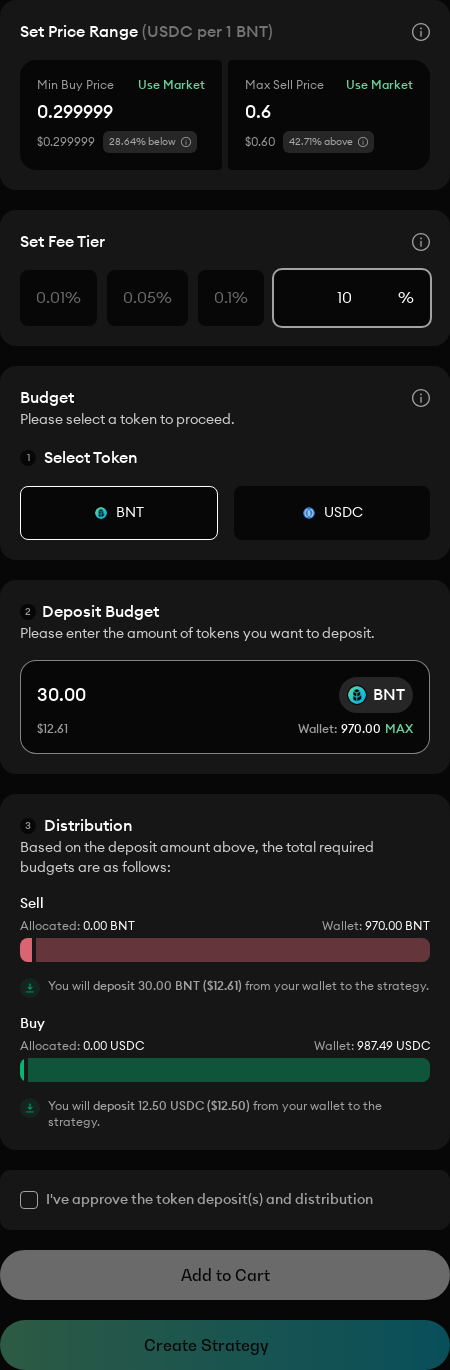 Set Price Range (USDC per 1 BNT)
Min Buy Price Use Market
0.299999
$0.299999 28.64% below
Max Sell Price Use Market
0.6
$0.60 42.71% above
Set Fee Tier
0.01% 0.05% 0.1% 10 %
Budget
Please select a token to proceed.
1 Select Token
BNT USDC
2 Deposit Budget
Please enter the amount of tokens you want to deposit.
30.00 BNT
$12.61 Wallet: 970.00 MAX
3 Distribution
Based on the deposit amount above, the total required
budgets are as follows:
Sell
Allocated: 0.00 BNT Wallet: 970.00 BNT
You will deposit 30.00 BNT ($12.61) from your wallet to the strategy.
Buy
Allocated: 0.00 USDC Wallet: 987.49 USDC
You will deposit 12.50 USDC ($12.50) from your wallet to the
strategy.
I've approve the token deposit(s) and distribution
Add to Cart
Create Strategy